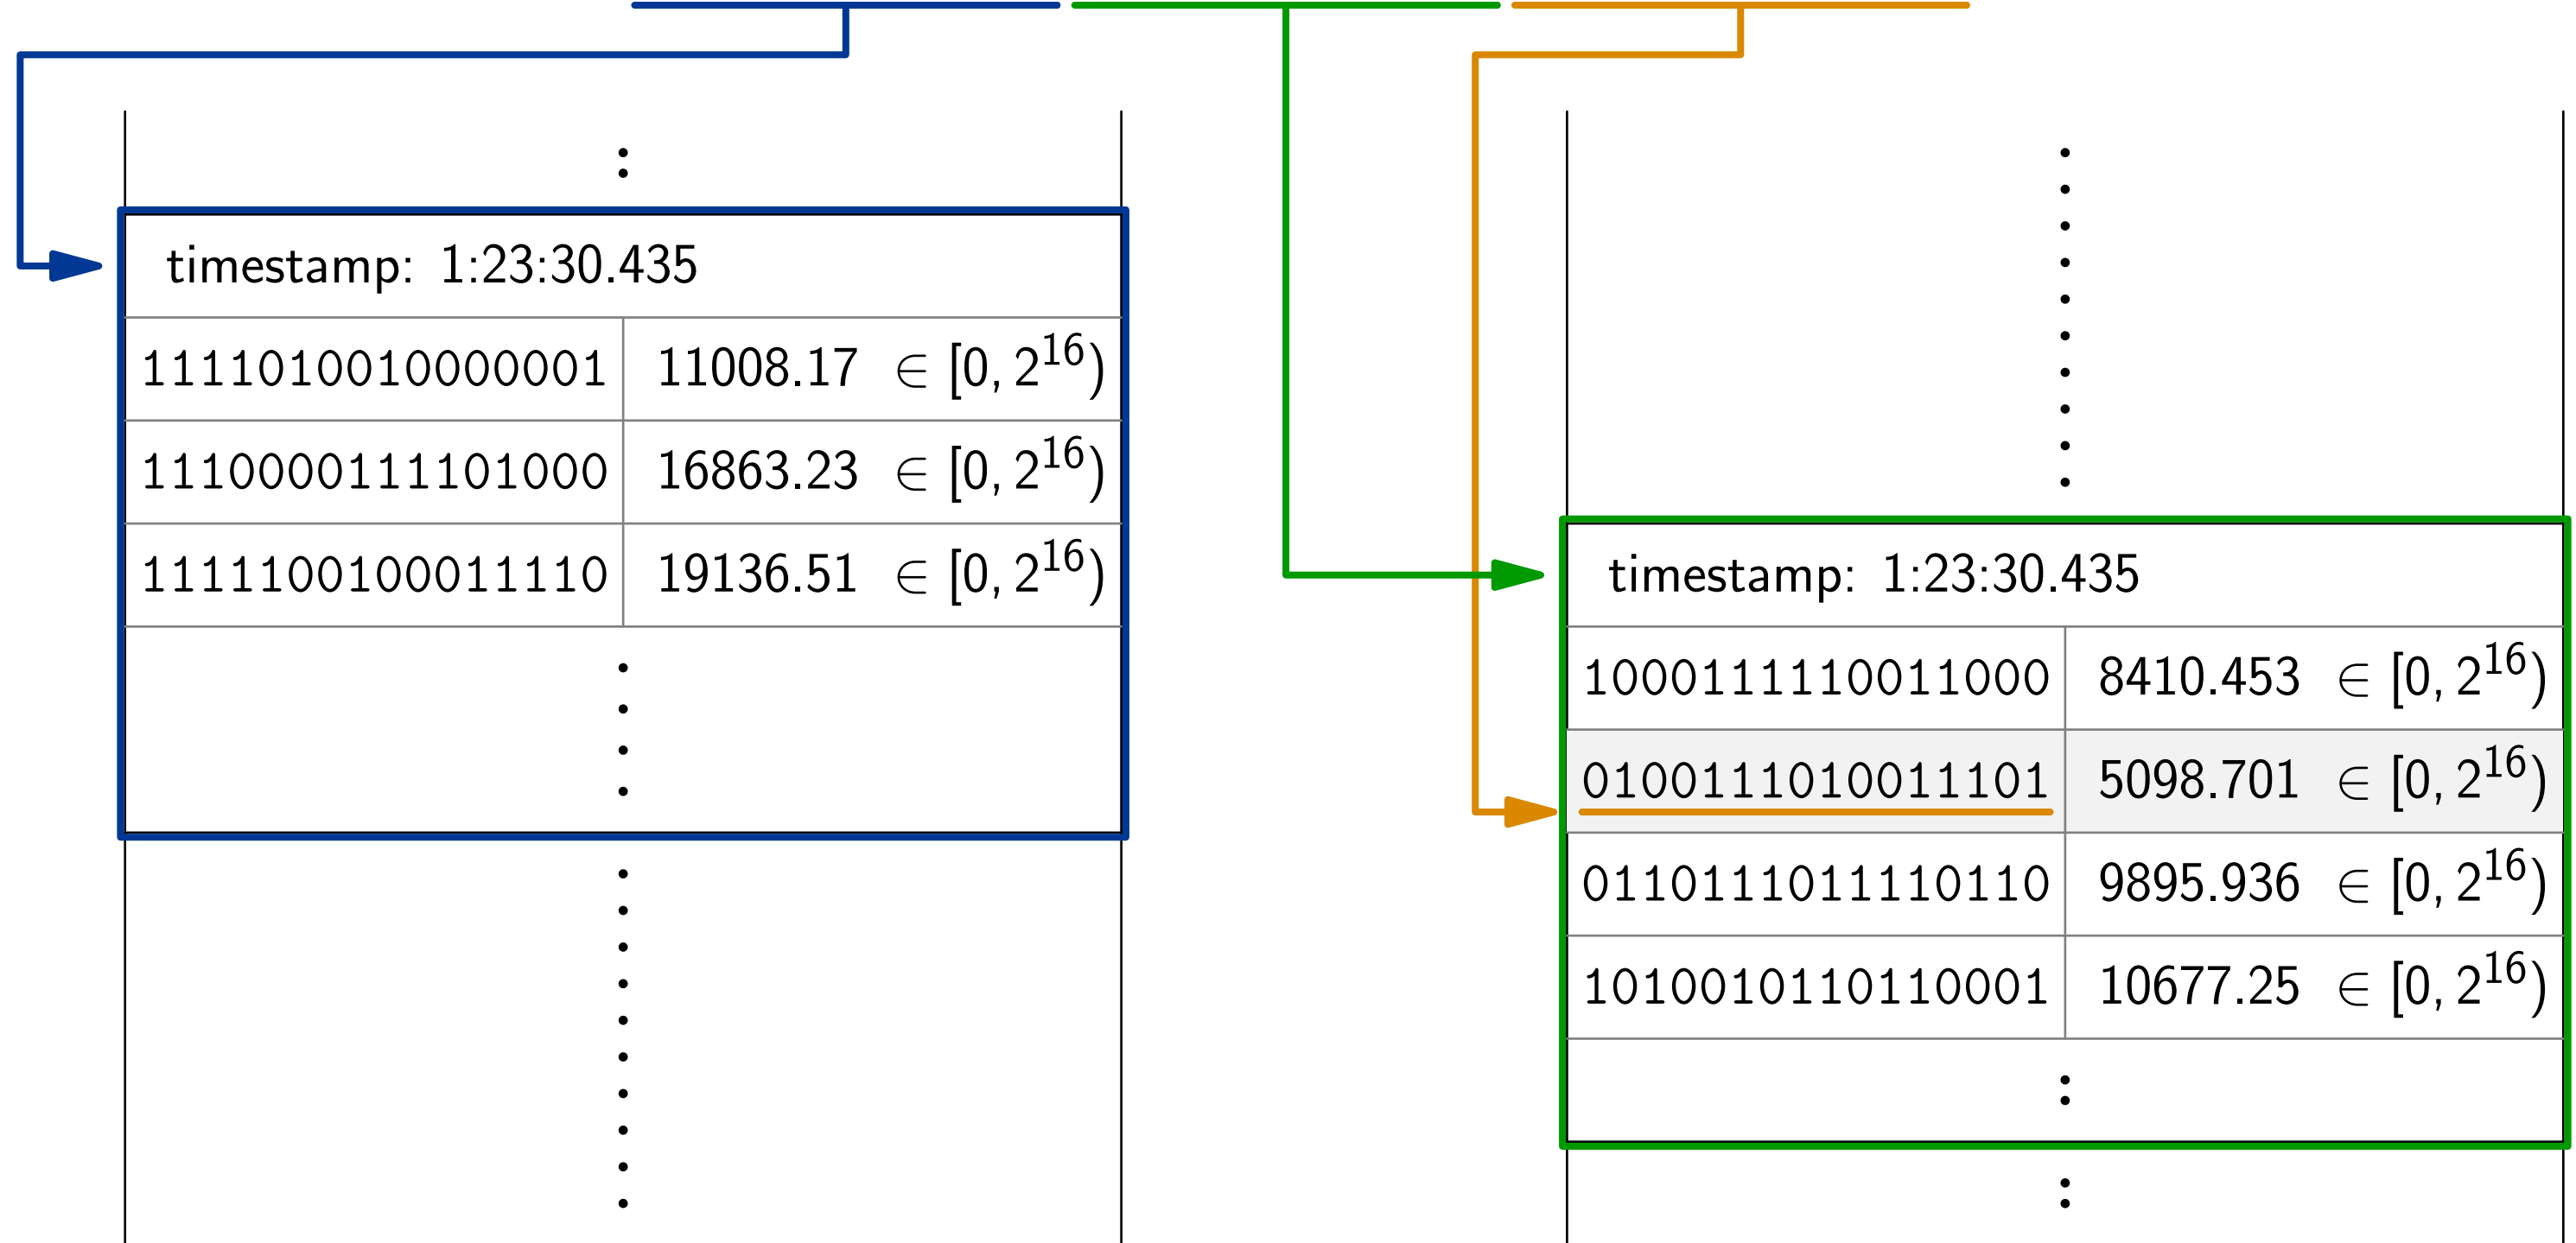 timestamp: 1:23:30.435
1111010010000001 11008.17 ∈ [0, 2^16)
1110000111101000 16863.23 ∈ [0, 2^16)
1111100100011110 19136.51 ∈ [0, 2^16)
timestamp: 1:23:30.435
1000111110011000 8410.453 ∈ [0, 2^16)
0100111010011101 5098.701 ∈ [0, 2^16)
0110111011110110 9895.936 ∈ [0, 2^16)
1010010110110001 10677.25 ∈ [0, 2^16)